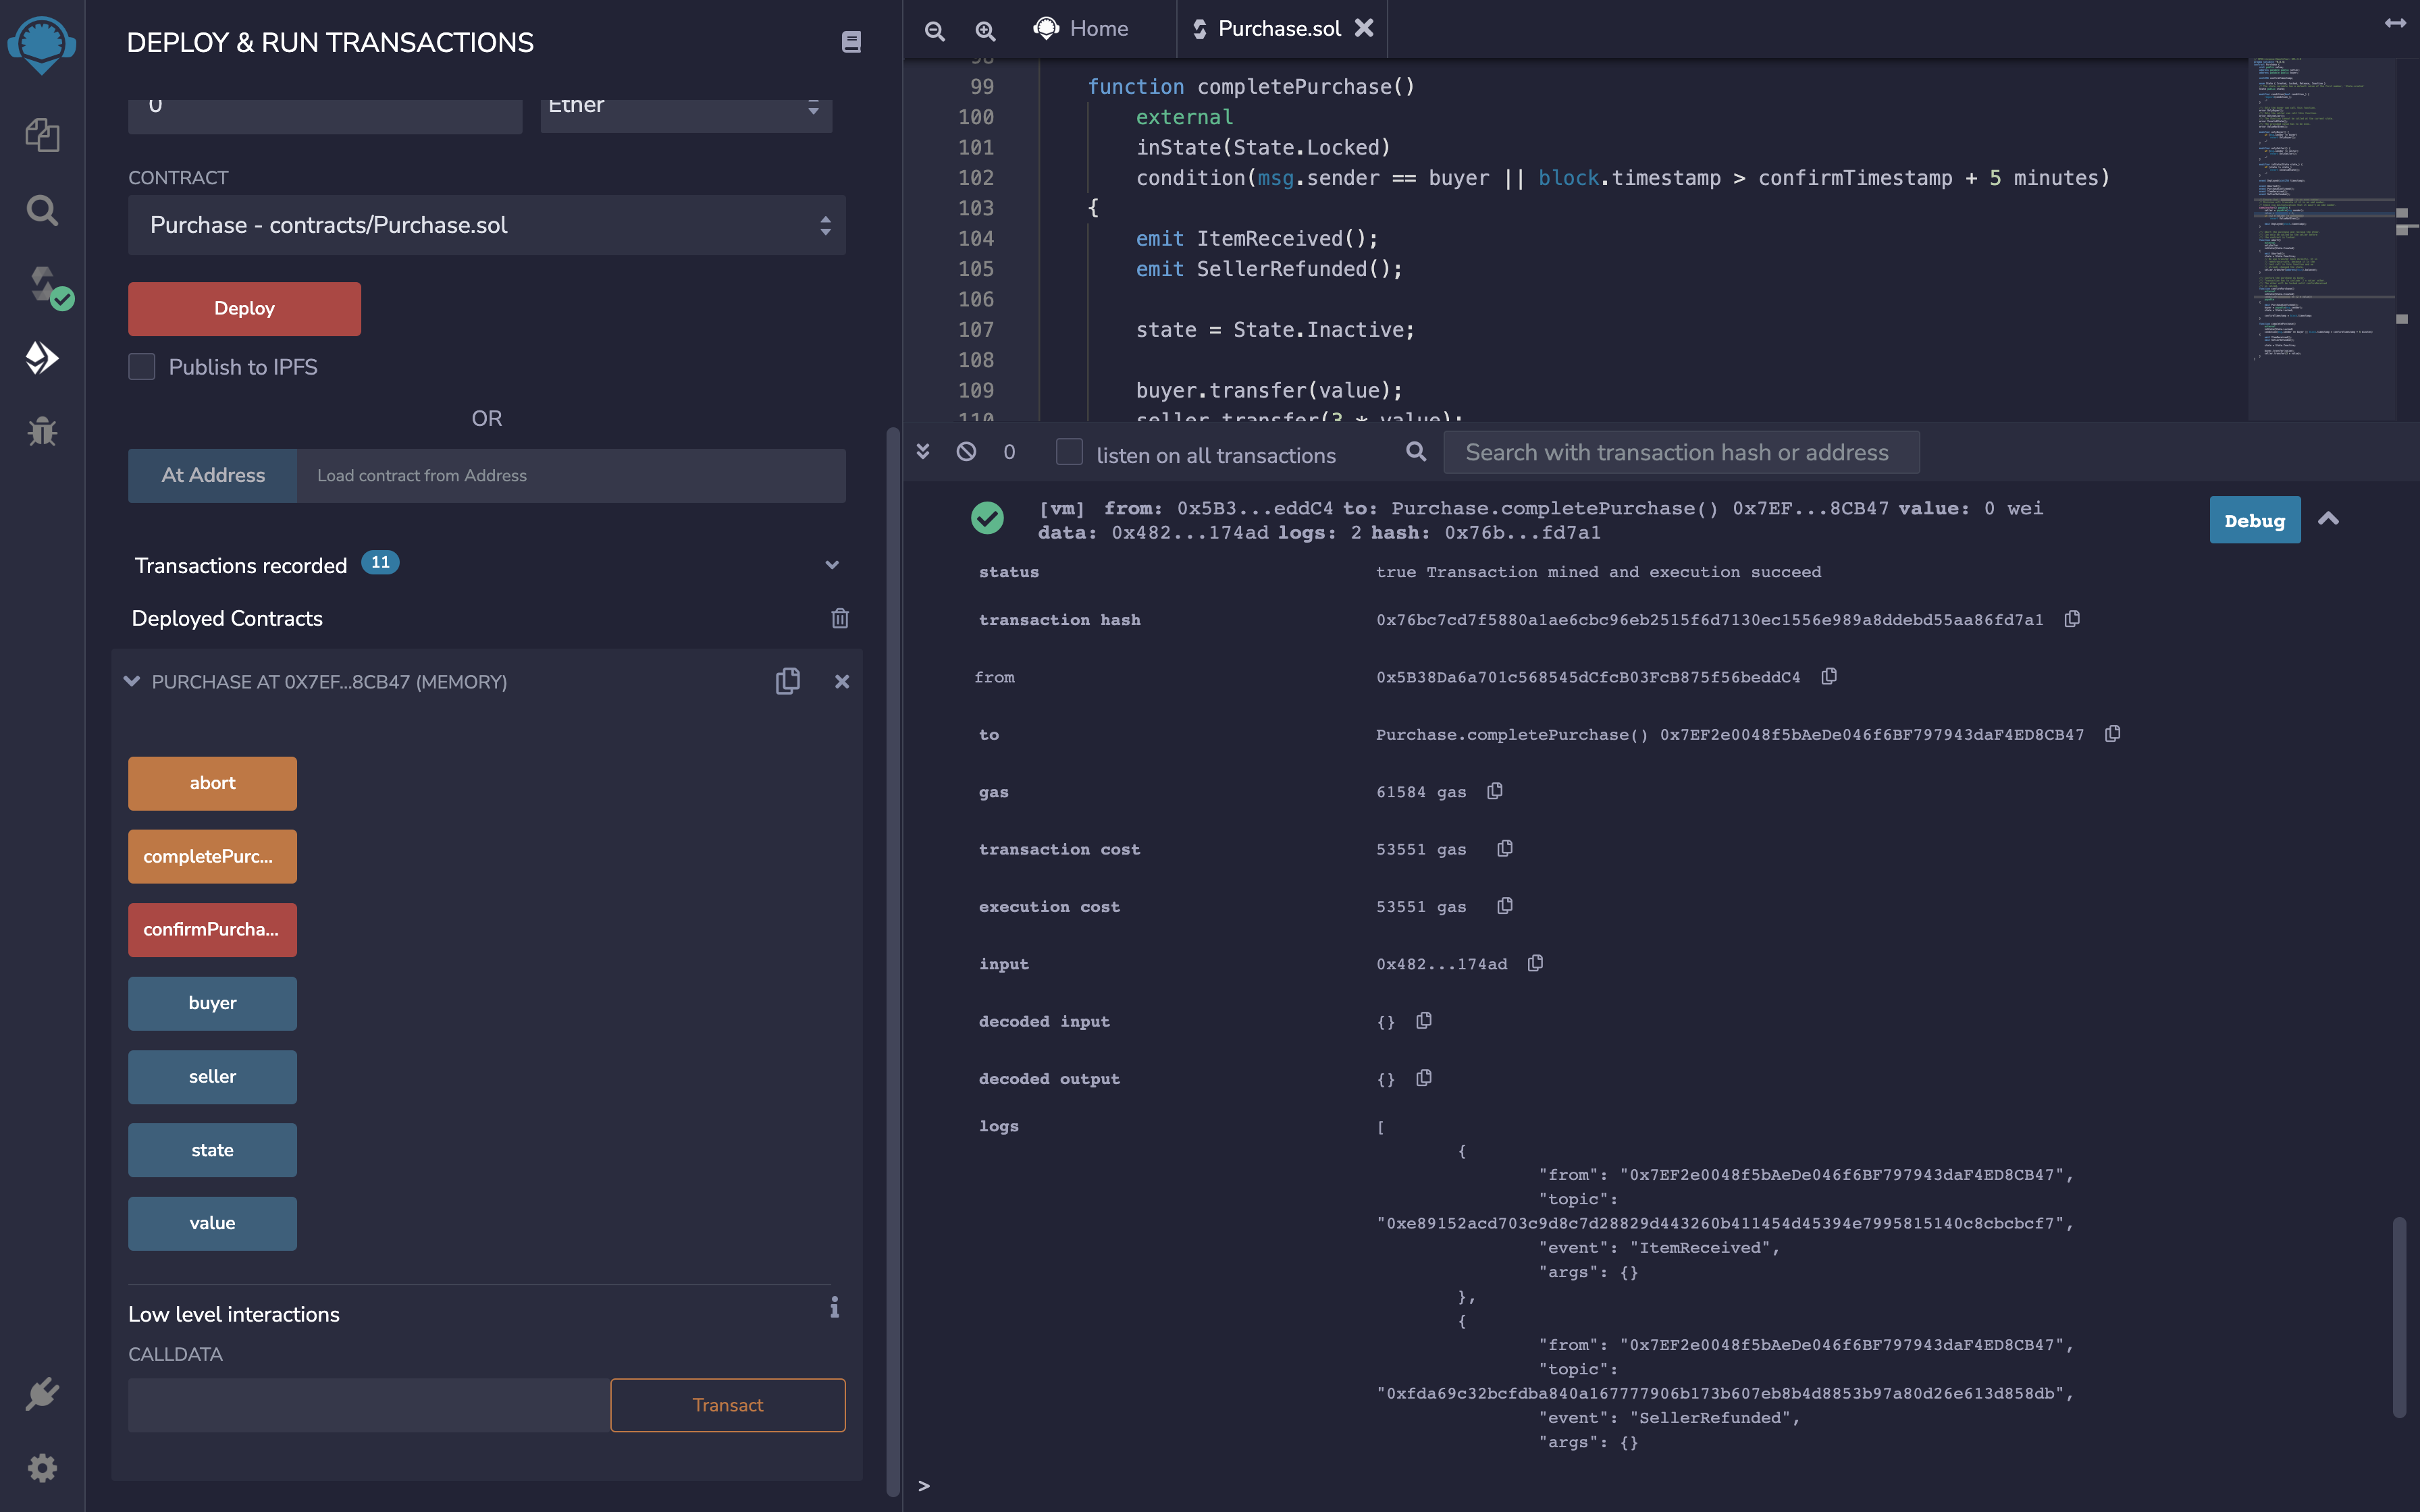 DEPLOY & RUN TRANSACTIONS
0
Ether
CONTRACT
Purchase - contracts/Purchase.sol
Deploy
Publish to IPFS
OR
At Address
Load contract from Address
Transactions recorded 11
Deployed Contracts
PURCHASE AT 0X7EF...8CB47 (MEMORY)
abort
completePurc...
confirmPurcha...
buyer
seller
state
value
Low level interactions
CALLDATA
Transact
Home
Purchase.sol
98
99 function completePurchase()
100 external
101 inState(State.Locked)
102 condition(msg.sender == buyer || block.timestamp > confirmTimestamp + 5 minutes)
103 {
104 emit ItemReceived();
105 emit SellerRefunded();
106
107 state = State.Inactive;
108
109 buyer.transfer(value);
110 seller.transfer(3 * value);
0
listen on all transactions
Search with transaction hash or address
[vm] from: 0x5B3...eddC4 to: Purchase.completePurchase() 0x7EF...8CB47 value: 0 wei
data: 0x482...174ad logs: 2 hash: 0x76b...fd7a1
Debug
status true Transaction mined and execution succeed
transaction hash 0x76bc7cd7f5880a1ae6cbc96eb2515f6d7130ec1556e989a8ddebd55aa86fd7a1
from 0x5B38Da6a701c568545dCfcB03FcB875f56beddC4
to Purchase.completePurchase() 0x7EF2e0048f5bAeDe046f6BF797943daF4ED8CB47
gas 61584 gas
transaction cost 53551 gas
execution cost 53551 gas
input 0x482...174ad
decoded input {}
decoded output {}
logs [
{
"from": "0x7EF2e0048f5bAeDe046f6BF797943daF4ED8CB47",
"topic":
"0xe89152acd703c9d8c7d28829d443260b411454d45394e7995815140c8cbcbcf7",
"event": "ItemReceived",
"args": {}
},
{
"from": "0x7EF2e0048f5bAeDe046f6BF797943daF4ED8CB47",
"topic":
"0xfda69c32bcfdba840a167777906b173b607eb8b4d8853b97a80d26e613d858db",
"event": "SellerRefunded",
"args": {}
>